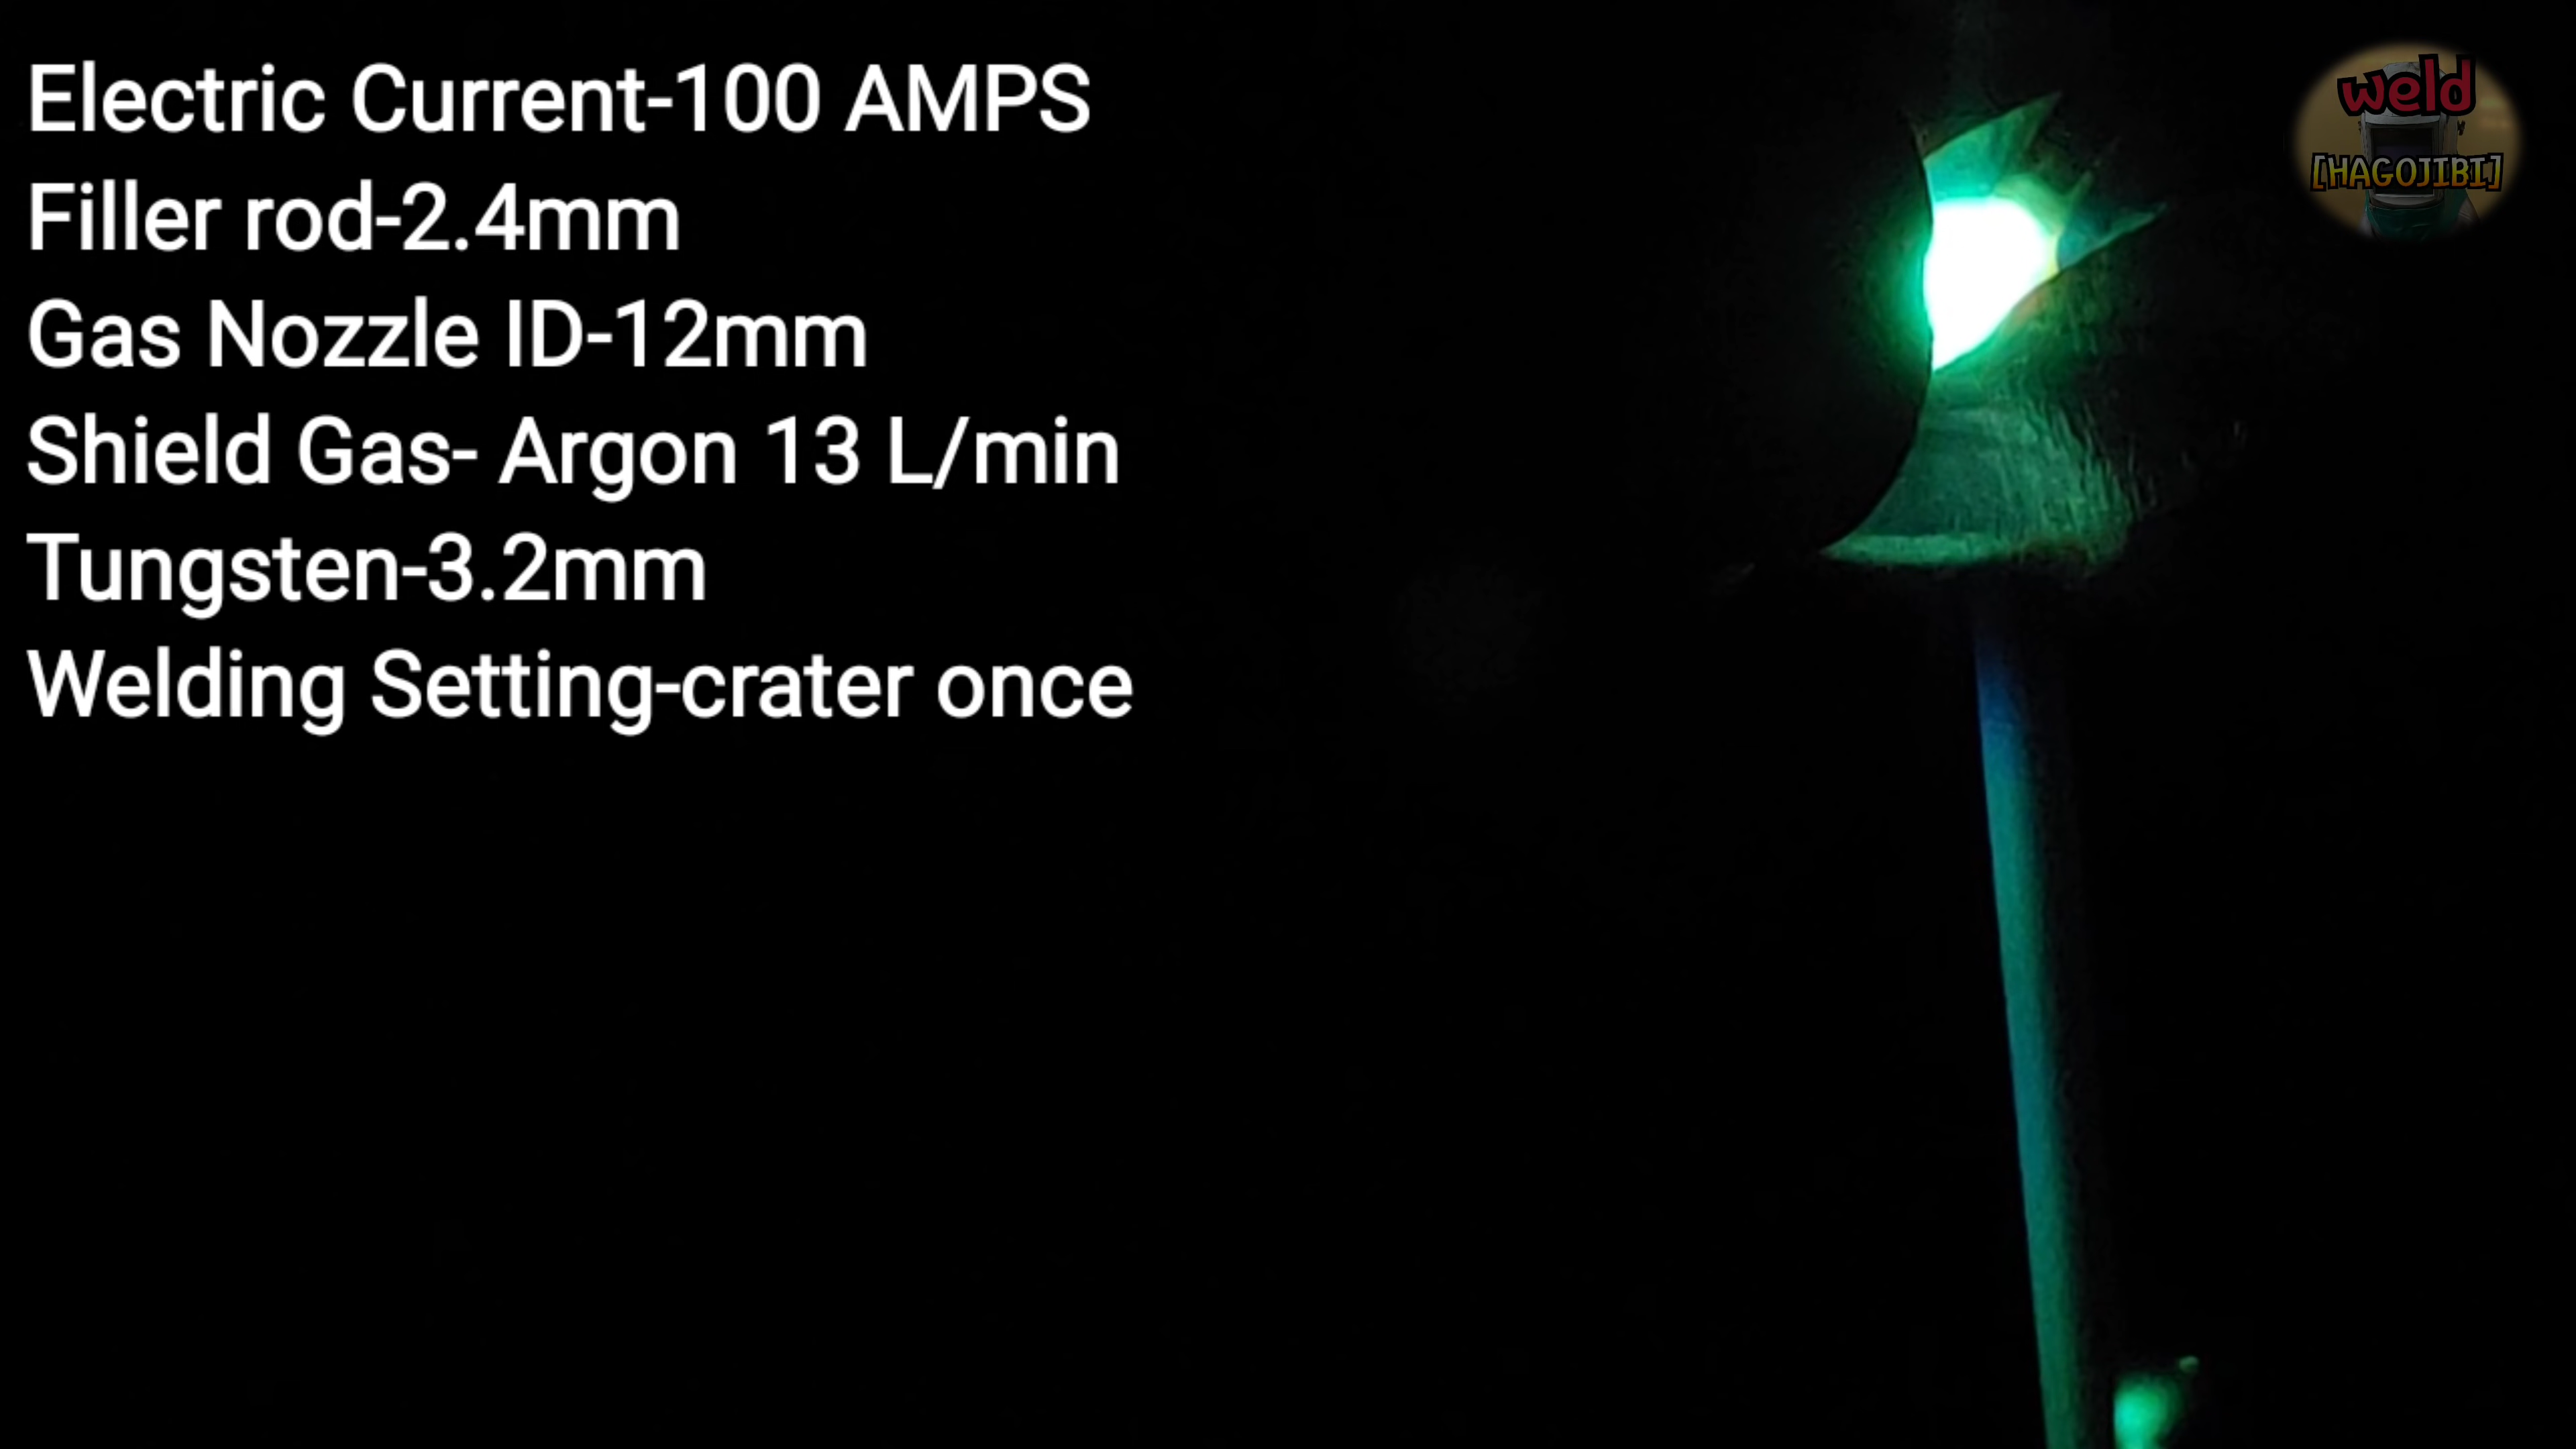 Electric Current-100 AMPS
Filler rod-2.4mm
Gas Nozzle ID-12mm
Shield Gas- Argon 13 L/min
Tungsten-3.2mm
Welding Setting-crater once
weld
[HAGOJIBI]